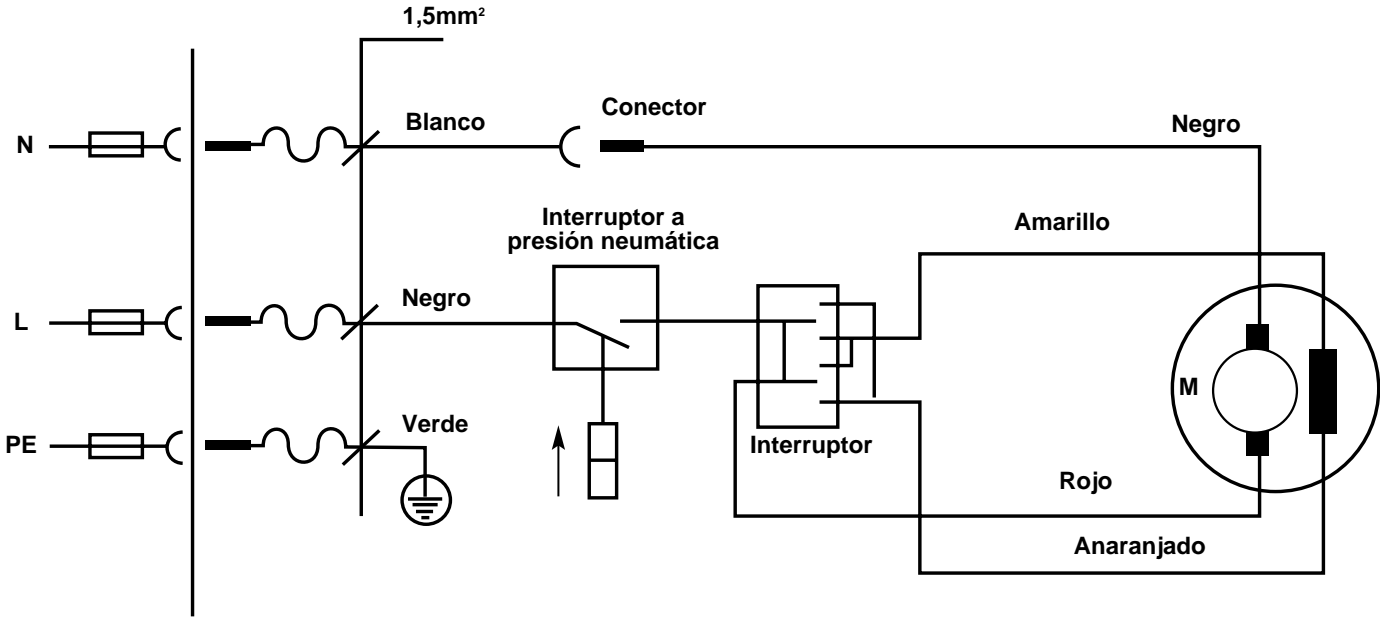 1,5mm²
Conector
Blanco
Negro
N
Interruptor a
presión neumática
Amarillo
Negro
L
M
Verde
PE
Interruptor
Rojo
Anaranjado